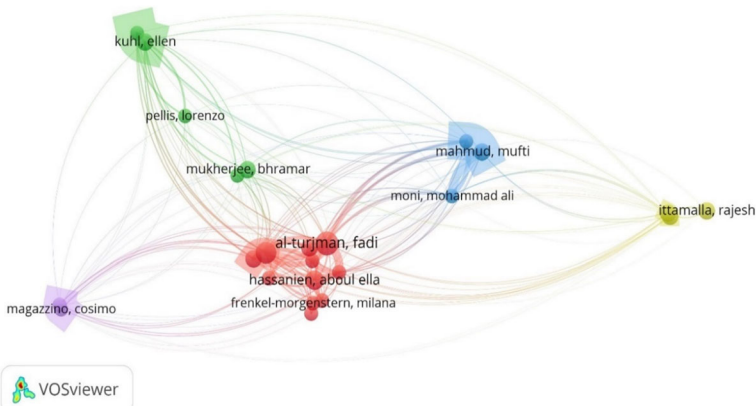 kuhl, ellen
pellis, lorenzo
mahmud, mufti
mukherjee, bhramar
moni, mohammad ali
ittamalla, rajesh
al-turjman, fadi
hassanien, aboul ella
frenkel-morgenstern, milana
magazzino, cosimo
VOSviewer